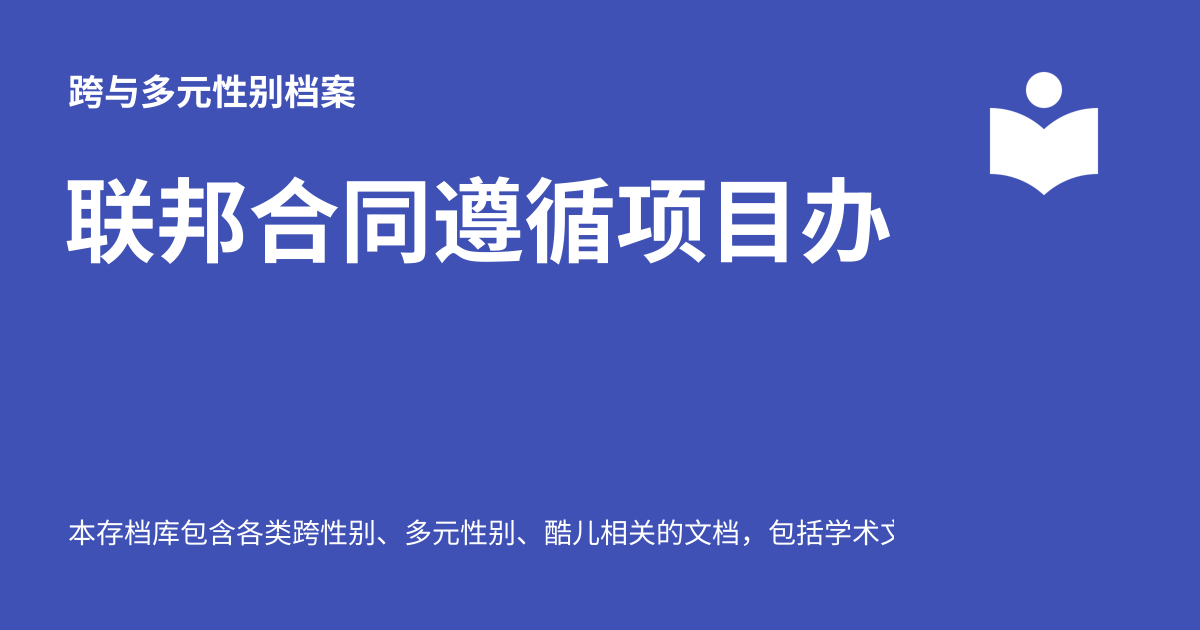 跨与多元性别档案
联邦合同遵循项目办
本存档库包含各类跨性别、多元性别、酷儿相关的文档，包括学术文